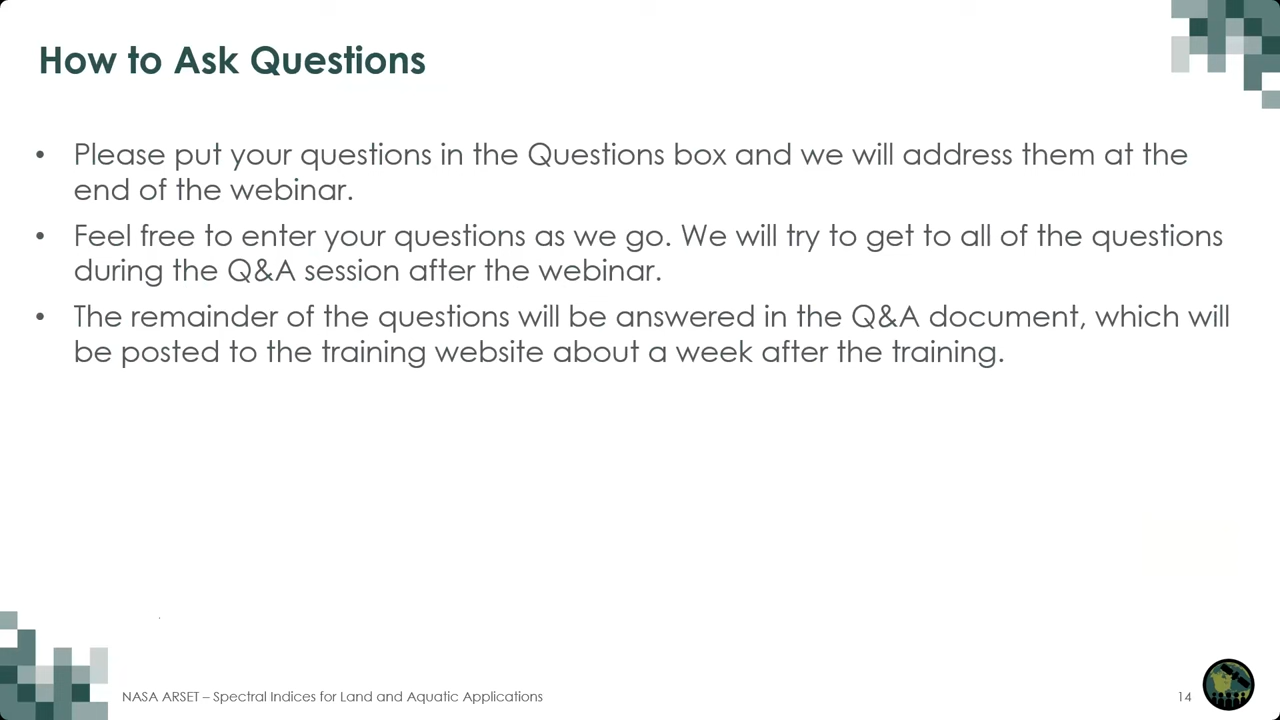 How to Ask Questions
• Please put your questions in the Questions box and we will address them at the
end of the webinar.
• Feel free to enter your questions as we go. We will try to get to all of the questions
during the Q&A session after the webinar.
• The remainder of the questions will be answered in the Q&A document, which will
be posted to the training website about a week after the training.
NASA ARSET – Spectral Indices for Land and Aquatic Applications
14